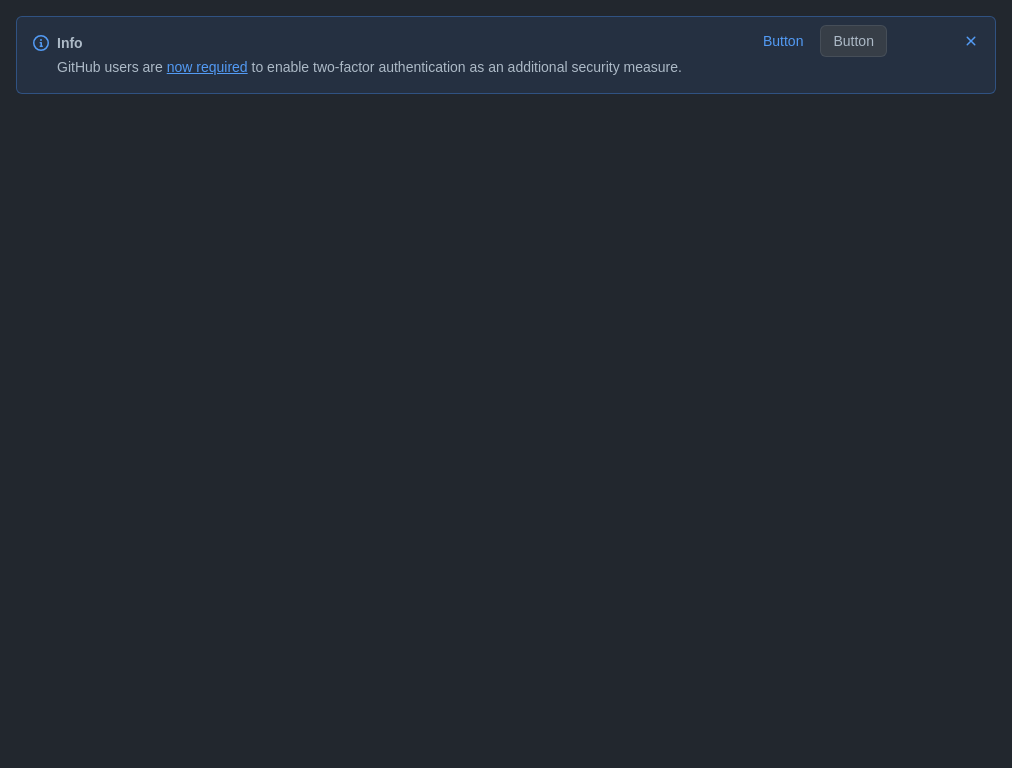 Info
Button
Button
GitHub users are now required to enable two-factor authentication as an additional security measure.